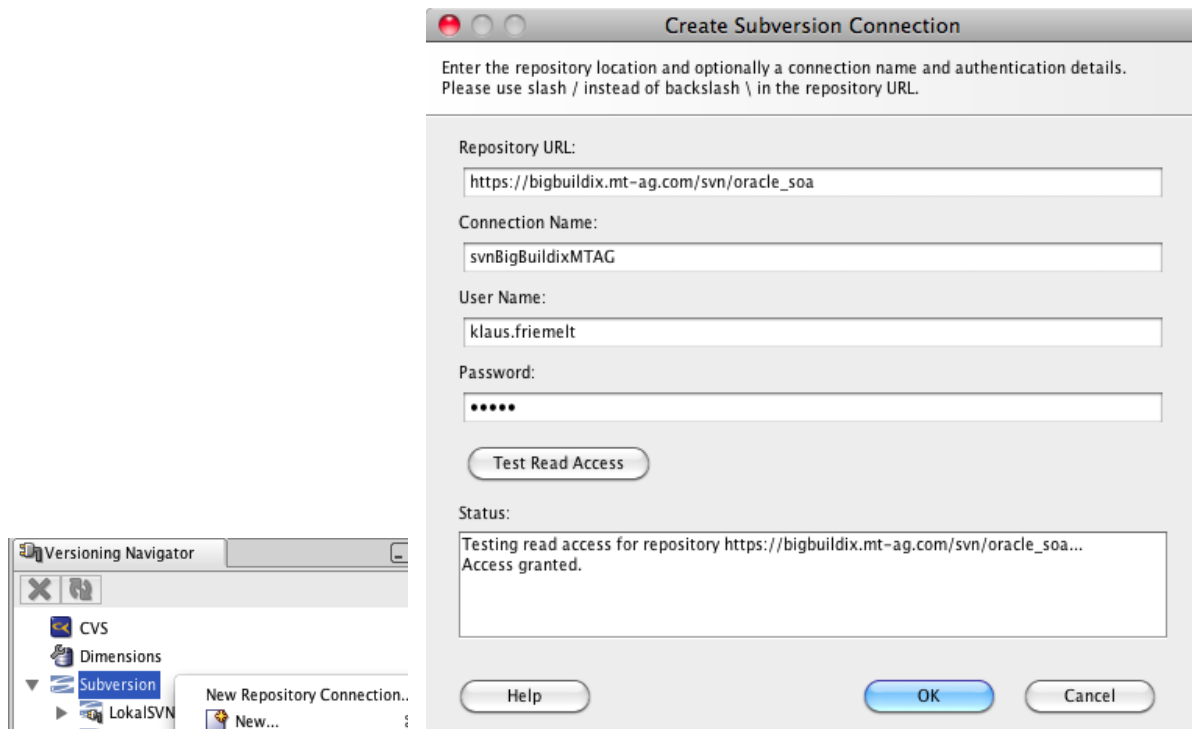 Create Subversion Connection
Enter the repository location and optionally a connection name and authentication details.
Please use slash / instead of backslash \ in the repository URL.
Repository URL:
https://bigbuildix.mt-ag.com/svn/oracle_soa
Connection Name:
svnBigBuildixMTAG
User Name:
klaus.friemelt
Password:
•••••
Test Read Access
Status:
Testing read access for repository https://bigbuildix.mt-ag.com/svn/oracle_soa...
Access granted.
Help
OK
Cancel
Versioning Navigator
CVS
Dimensions
Subversion
LokalSVN
New Repository Connection..
New...